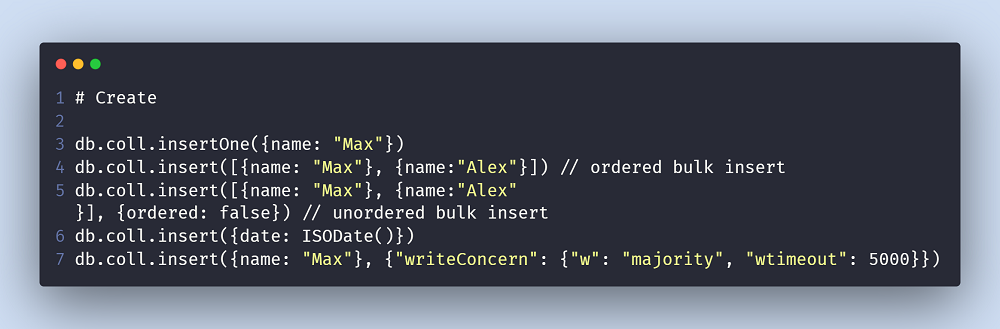 1 # Create
2
3 db.coll.insertOne({name: "Max"})
4 db.coll.insert([{name: "Max"}, {name:"Alex"}]) // ordered bulk insert
5 db.coll.insert([{name: "Max"}, {name:"Alex"
}], {ordered: false}) // unordered bulk insert
6 db.coll.insert({date: ISODate()})
7 db.coll.insert({name: "Max"}, {"writeConcern": {"w": "majority", "wtimeout": 5000}})